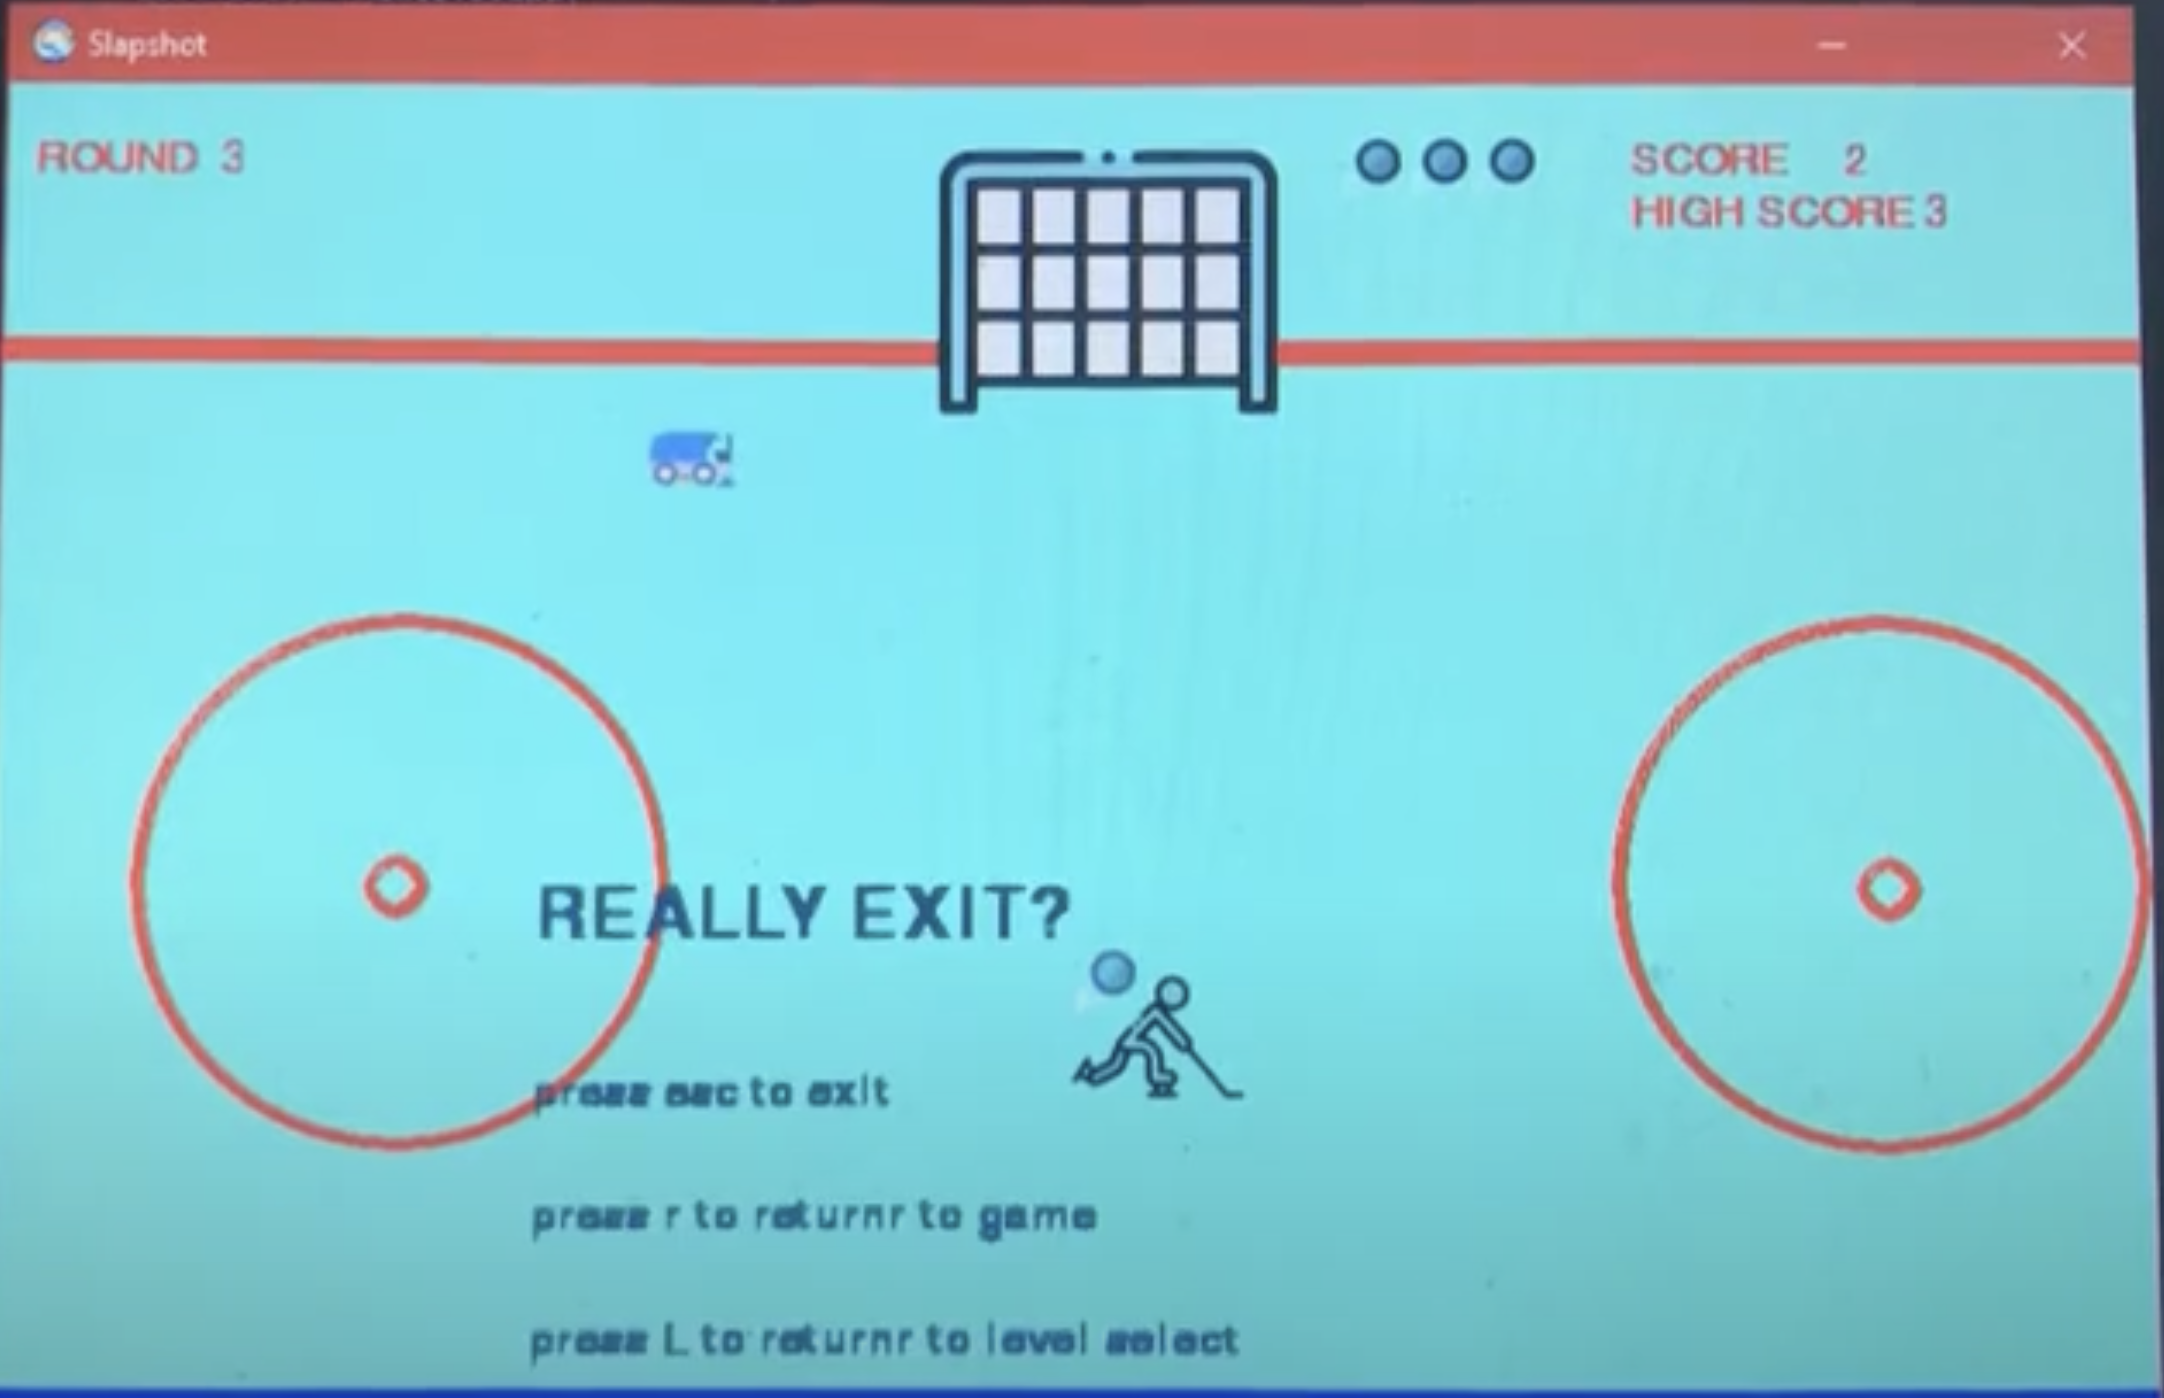 Slapshot
ROUND 3
SCORE 2
HIGH SCORE 3
REALLY EXIT?
press esc to exit
press r to returnr to game
press L to returnr to level select